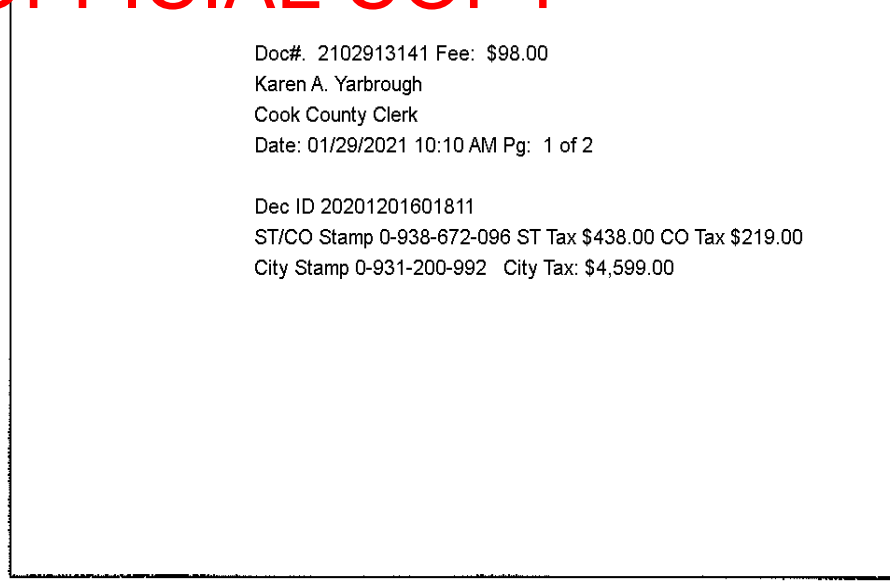 OFFICIAL COPY
Doc#. 2102913141 Fee: $98.00
Karen A. Yarbrough
Cook County Clerk
Date: 01/29/2021 10:10 AM Pg: 1 of 2
Dec ID 20201201601811
ST/CO Stamp 0-938-672-096 ST Tax $438.00 CO Tax $219.00
City Stamp 0-931-200-992 City Tax: $4,599.00